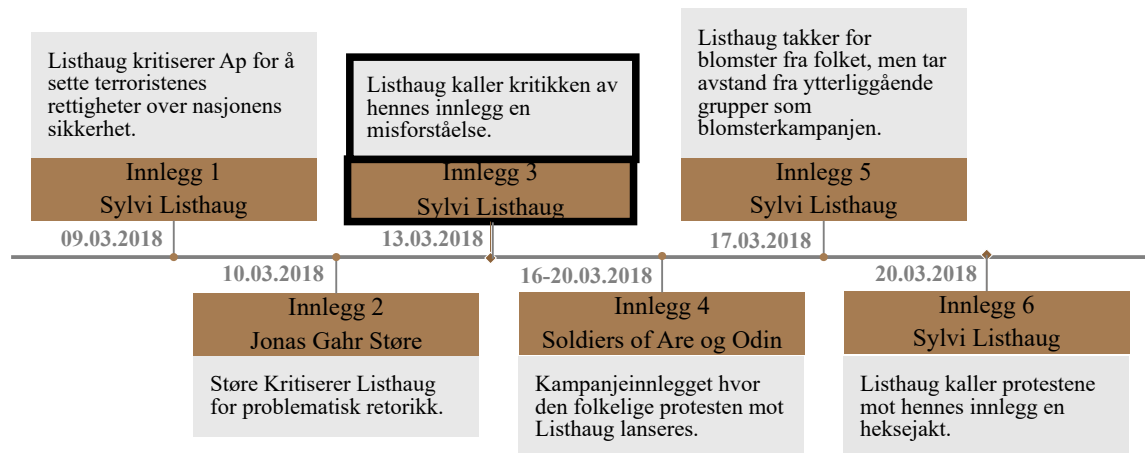 Listhaug kritiserer Ap for å
sette terroristenes
rettigheter over nasjonens
sikkerhet.
Innlegg 1
Sylvi Listhaug
09.03.2018
10.03.2018
Innlegg 2
Jonas Gahr Støre
Støre Kritiserer Listhaug
for problematisk retorikk.
Listhaug kaller kritikken av
hennes innlegg en
misforståelse.
Innlegg 3
Sylvi Listhaug
13.03.2018
16-20.03.2018
Innlegg 4
Soldiers of Are og Odin
Kampanjeinnlegget hvor
den folkelige protesten mot
Listhaug lanseres.
Listhaug takker for
blomster fra folket, men tar
avstand fra ytterliggående
grupper som
blomsterkampanjen.
Innlegg 5
Sylvi Listhaug
17.03.2018
20.03.2018
Innlegg 6
Sylvi Listhaug
Listhaug kaller protestene
mot hennes innlegg en
heksejakt.